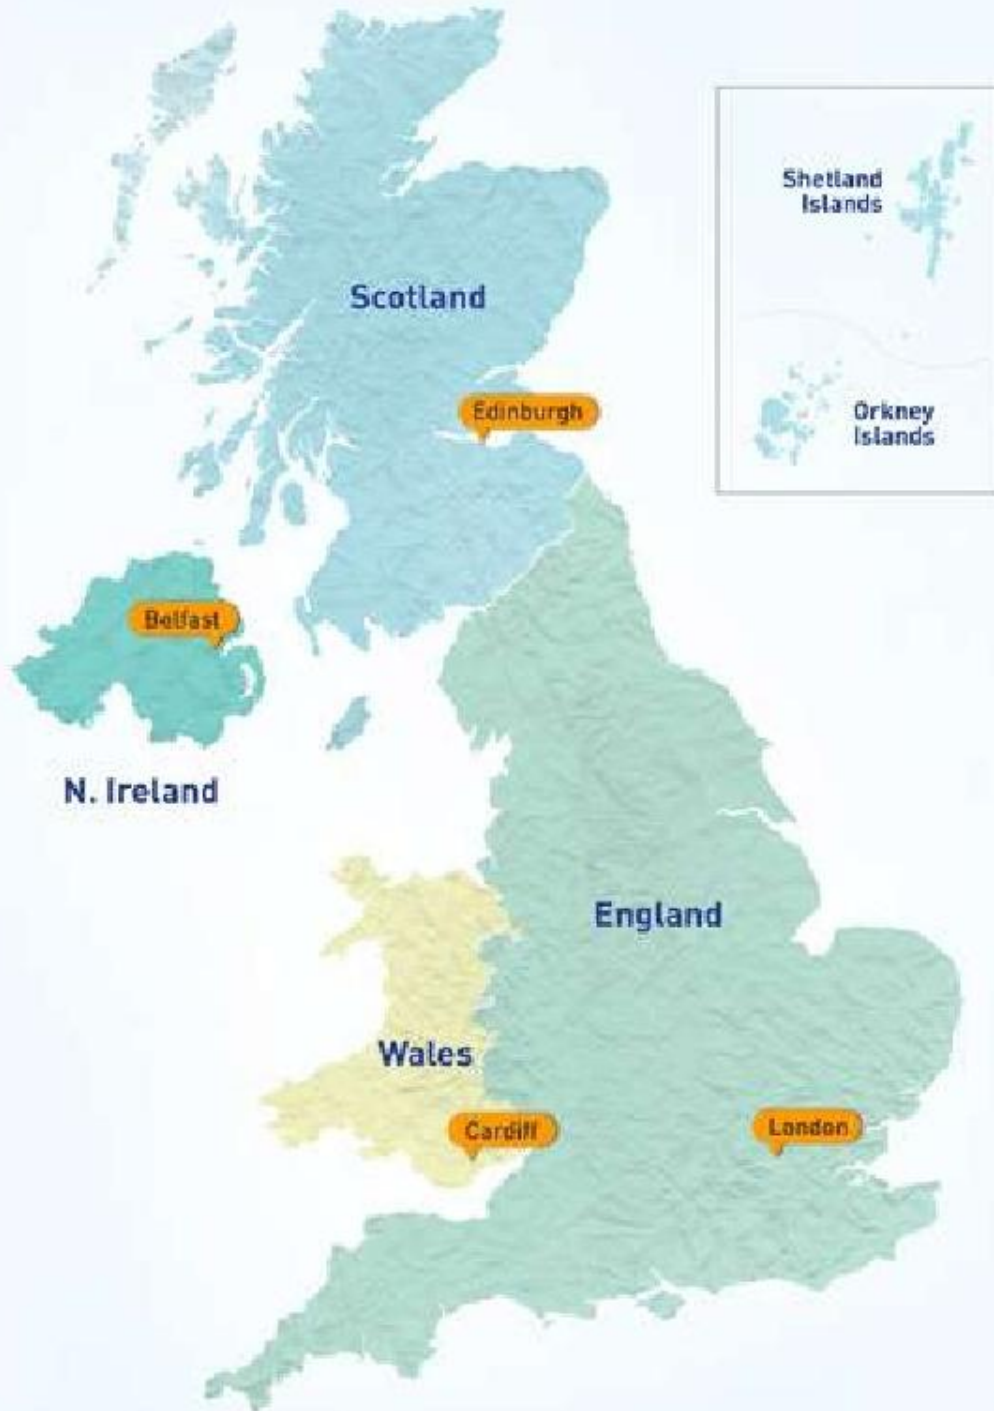 Shetland
Islands
Scotland
Edinburgh
Orkney
Islands
Belfast
N. Ireland
England
Wales
Cardiff
London